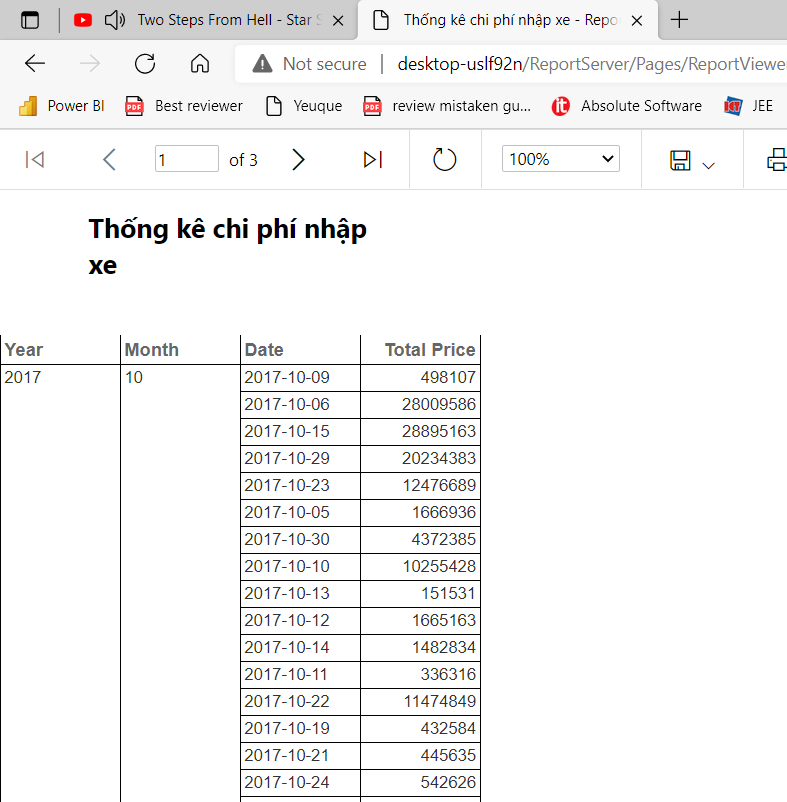 Two Steps From Hell - Star S
Thống kê chi phí nhập xe - Repo
Not secure | desktop-uslf92n/ReportServer/Pages/ReportViewe
Power BI
PDF Best reviewer
Yeuque
PDF review mistaken gu...
it Absolute Software
JEE
1 of 3
100%
Thống kê chi phí nhập
xe
Year Month Date Total Price
2017 10 2017-10-09 498107
2017-10-06 28009586
2017-10-15 28895163
2017-10-29 20234383
2017-10-23 12476689
2017-10-05 1666936
2017-10-30 4372385
2017-10-10 10255428
2017-10-13 151531
2017-10-12 1665163
2017-10-14 1482834
2017-10-11 336316
2017-10-22 11474849
2017-10-19 432584
2017-10-21 445635
2017-10-24 542626